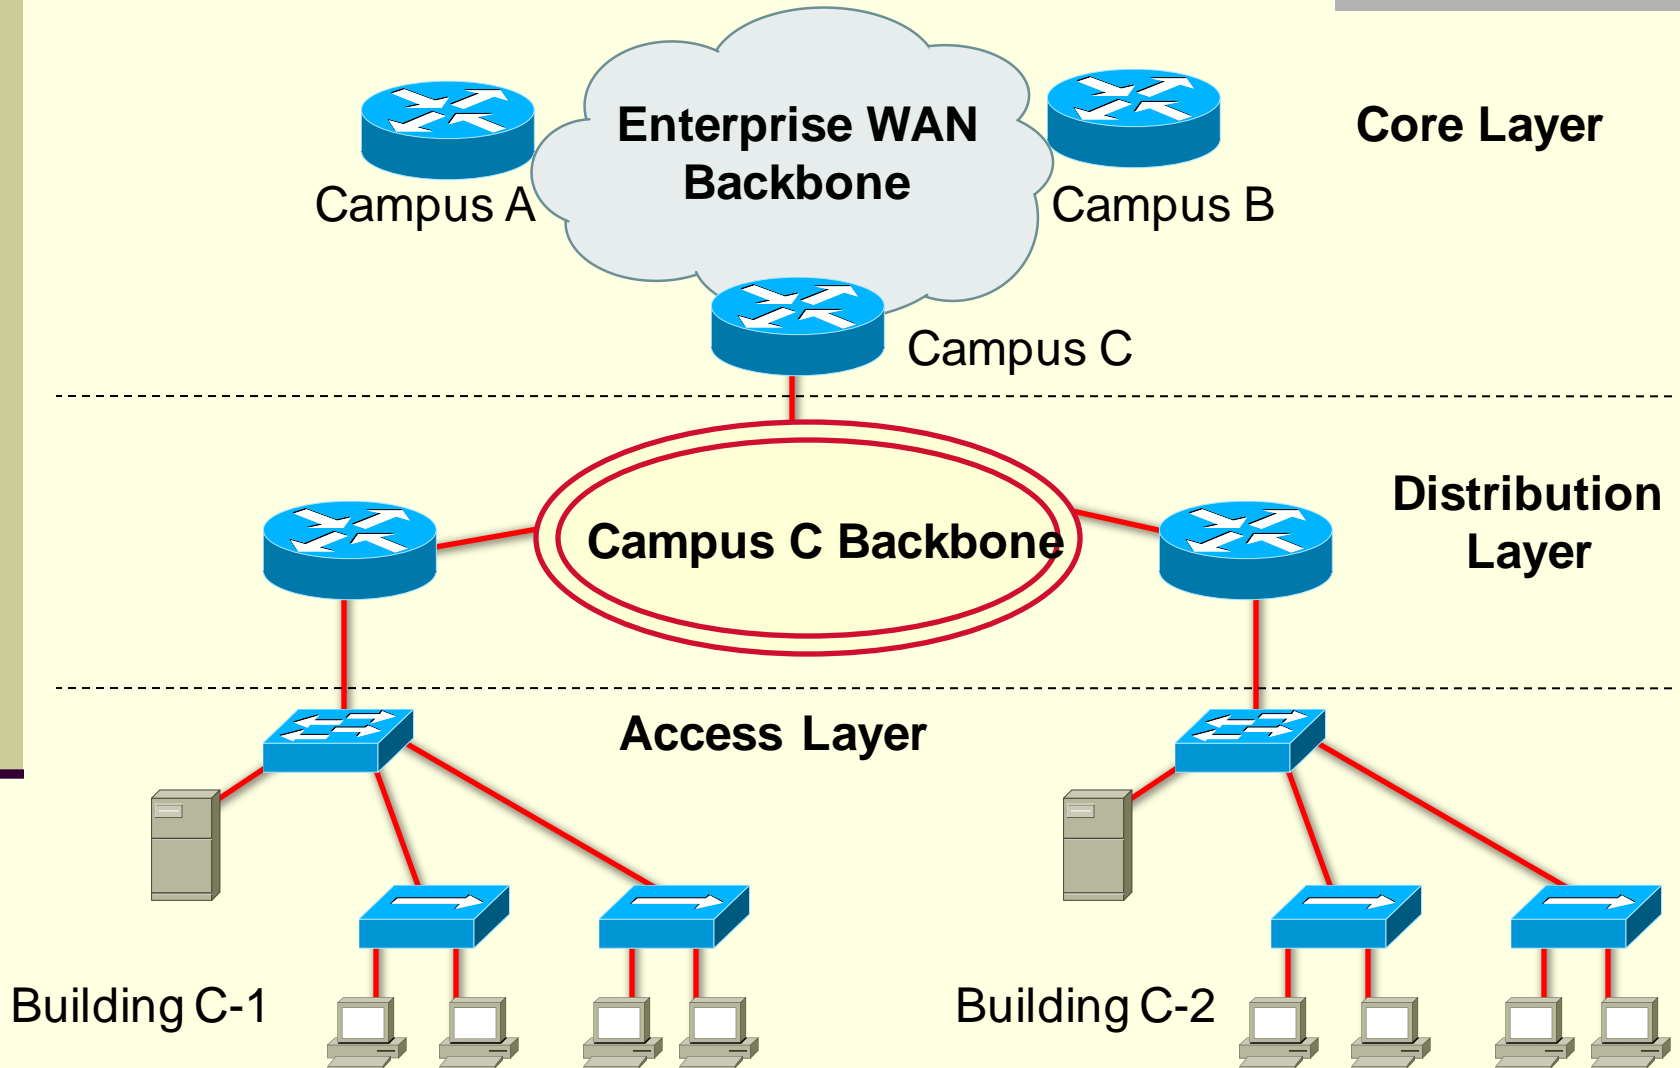 Enterprise WAN
Backbone
Core Layer
Campus A
Campus B
Campus C
Distribution
Layer
Campus C Backbone
Access Layer
Building C-1
Building C-2